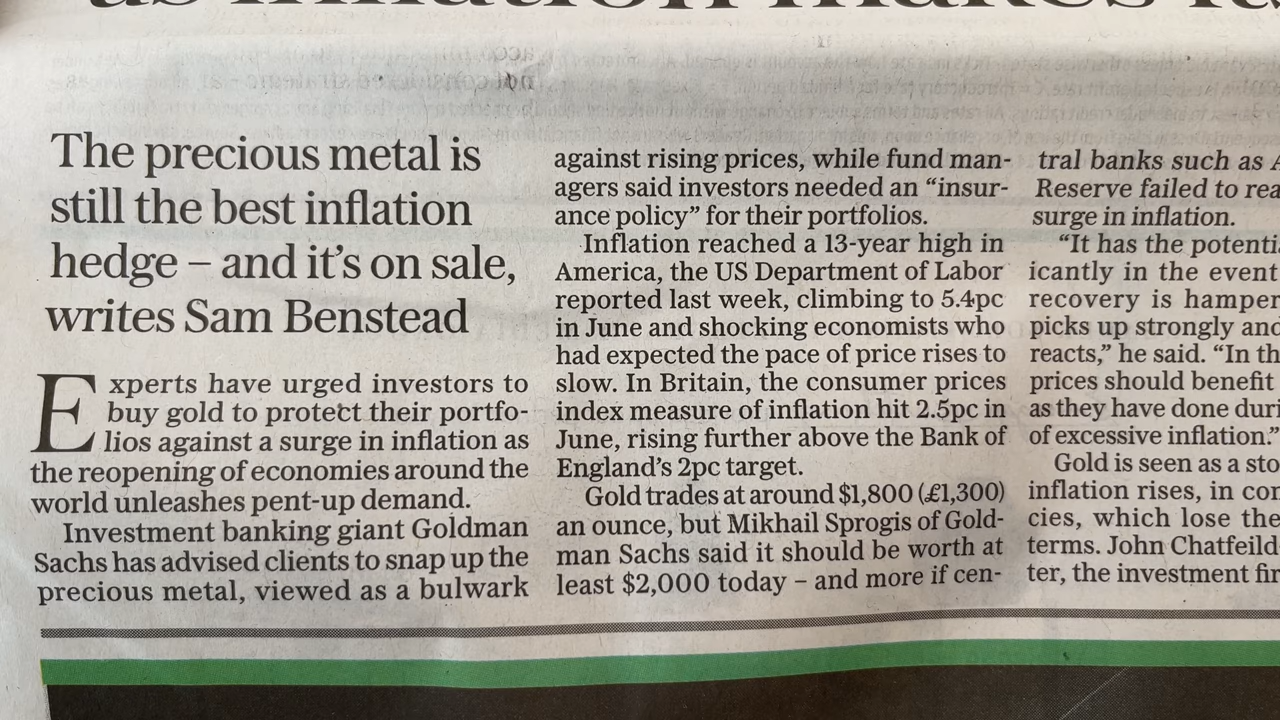 as inflation makes its
The precious metal is
still the best inflation
hedge – and it's on sale,
writes Sam Benstead
Experts have urged investors to
buy gold to protect their portfo-
lios against a surge in inflation as
the reopening of economies around the
world unleashes pent-up demand.
Investment banking giant Goldman
Sachs has advised clients to snap up the
precious metal, viewed as a bulwark
against rising prices, while fund man-
agers said investors needed an “insur-
ance policy” for their portfolios.
Inflation reached a 13-year high in
America, the US Department of Labor
reported last week, climbing to 5.4pc
in June and shocking economists who
had expected the pace of price rises to
slow. In Britain, the consumer prices
index measure of inflation hit 2.5pc in
June, rising further above the Bank of
England's 2pc target.
Gold trades at around $1,800 (£1,300)
an ounce, but Mikhail Sprogis of Gold-
man Sachs said it should be worth at
least $2,000 today – and more if cen-
tral banks such as
Reserve failed to rea
surge in inflation.
“It has the potenti
icantly in the event
recovery is hamper
picks up strongly and
reacts,” he said. “In th
prices should benefit
as they have done duri
of excessive inflation.”
Gold is seen as a sto
inflation rises, in con
cies, which lose the
terms. John Chatfeild-
ter, the investment fir